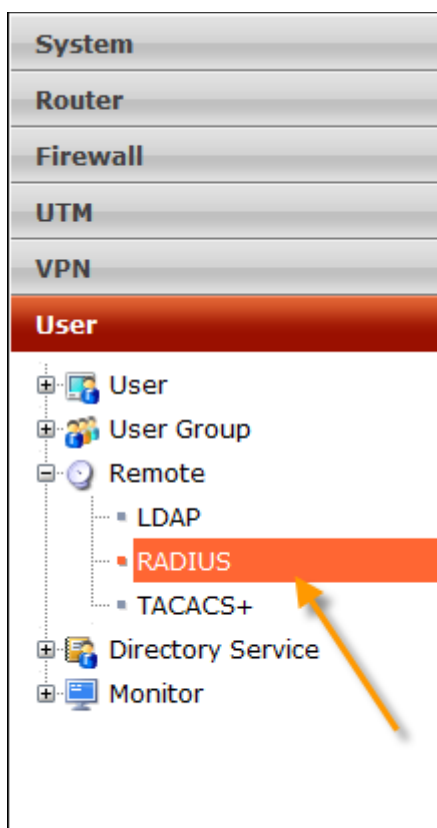 System
Router
Firewall
UTM
VPN
User
User
User Group
Remote
LDAP
RADIUS
TACACS+
Directory Service
Monitor